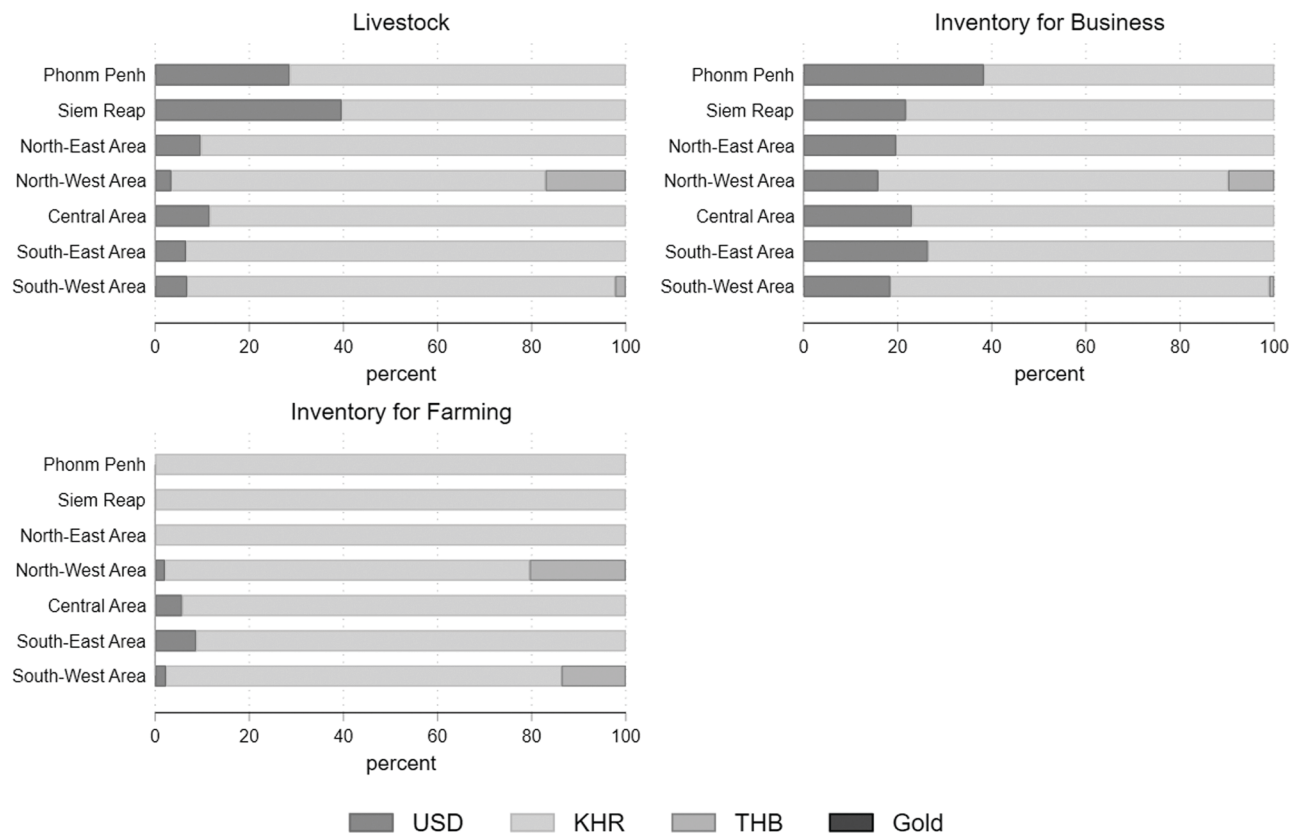 Livestock
Phonm Penh
Siem Reap
North-East Area
North-West Area
Central Area
South-East Area
South-West Area
0 20 40 60 80 100
percent
Inventory for Business
Phonm Penh
Siem Reap
North-East Area
North-West Area
Central Area
South-East Area
South-West Area
0 20 40 60 80 100
percent
Inventory for Farming
Phonm Penh
Siem Reap
North-East Area
North-West Area
Central Area
South-East Area
South-West Area
0 20 40 60 80 100
percent
USD KHR THB Gold